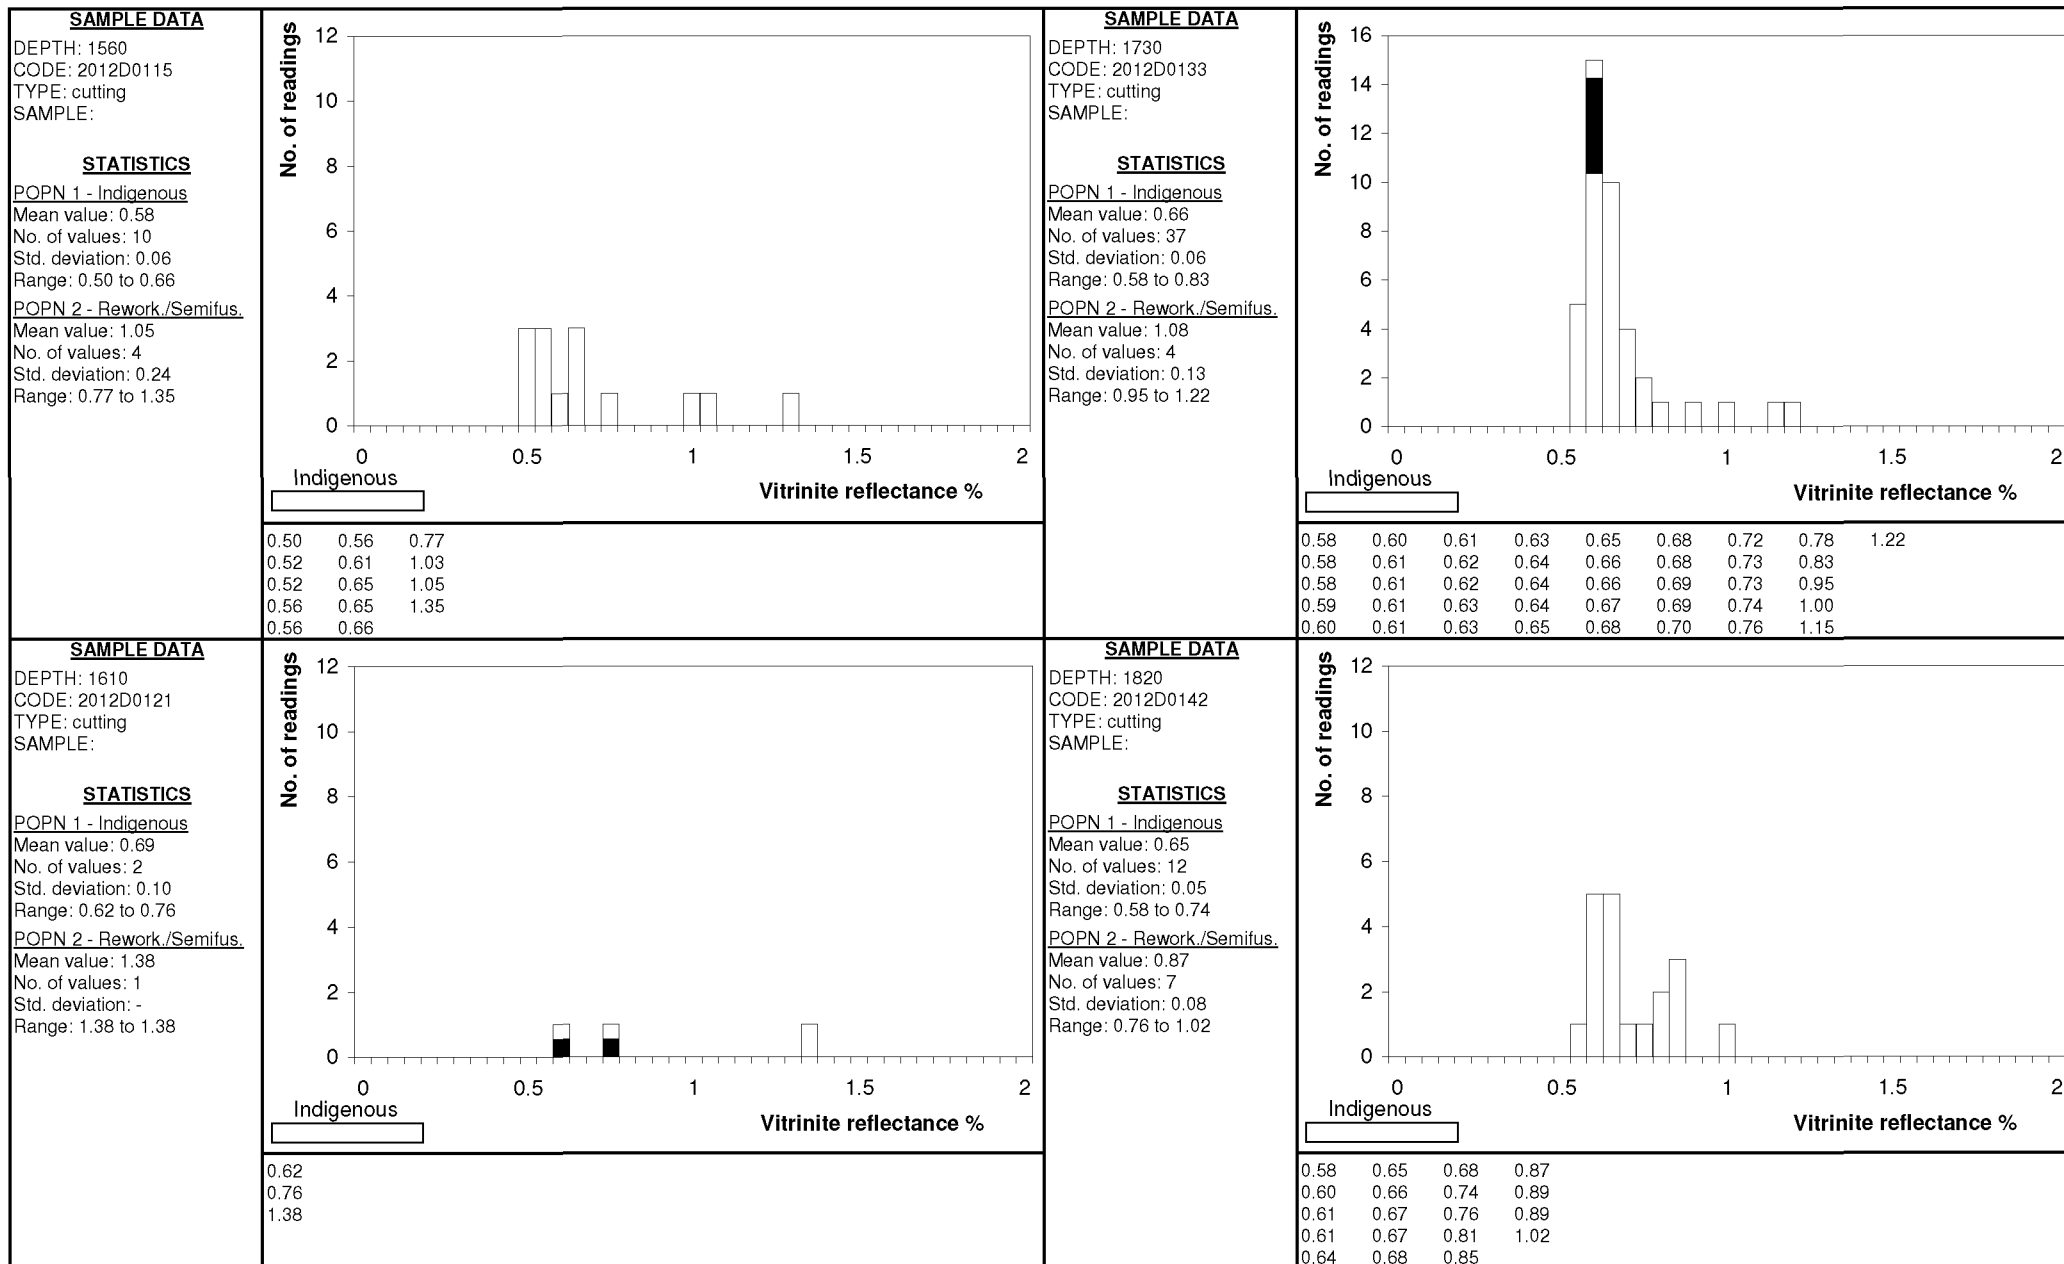 SAMPLE DATA
DEPTH: 1560
CODE: 2012D0115
TYPE: cutting
SAMPLE:
STATISTICS
POPN 1 - Indigenous
Mean value: 0.58
No. of values: 10
Std. deviation: 0.06
Range: 0.50 to 0.66
POPN 2 - Rework./Semifus.
Mean value: 1.05
No. of values: 4
Std. deviation: 0.24
Range: 0.77 to 1.35
No. of readings
12
10
8
6
4
2
0
0 0.5 1 1.5 2
Indigenous
Vitrinite reflectance %
0.50 0.56 0.77
0.52 0.61 1.03
0.52 0.65 1.05
0.56 0.65 1.35
0.56 0.66
SAMPLE DATA
DEPTH: 1730
CODE: 2012D0133
TYPE: cutting
SAMPLE:
STATISTICS
POPN 1 - Indigenous
Mean value: 0.66
No. of values: 37
Std. deviation: 0.06
Range: 0.58 to 0.83
POPN 2 - Rework./Semifus.
Mean value: 1.08
No. of values: 4
Std. deviation: 0.13
Range: 0.95 to 1.22
No. of readings
16
14
12
10
8
6
4
2
0
0 0.5 1 1.5 2
Indigenous
Vitrinite reflectance %
0.58 0.60 0.61 0.63 0.65 0.68 0.72 0.78 1.22
0.58 0.61 0.62 0.64 0.66 0.68 0.73 0.83
0.58 0.61 0.62 0.64 0.66 0.69 0.73 0.95
0.59 0.61 0.63 0.64 0.67 0.69 0.74 1.00
0.60 0.61 0.63 0.65 0.68 0.70 0.76 1.15
SAMPLE DATA
DEPTH: 1610
CODE: 2012D0121
TYPE: cutting
SAMPLE:
STATISTICS
POPN 1 - Indigenous
Mean value: 0.69
No. of values: 2
Std. deviation: 0.10
Range: 0.62 to 0.76
POPN 2 - Rework./Semifus.
Mean value: 1.38
No. of values: 1
Std. deviation: -
Range: 1.38 to 1.38
No. of readings
12
10
8
6
4
2
0
0 0.5 1 1.5 2
Indigenous
Vitrinite reflectance %
0.62
0.76
1.38
SAMPLE DATA
DEPTH: 1820
CODE: 2012D0142
TYPE: cutting
SAMPLE:
STATISTICS
POPN 1 - Indigenous
Mean value: 0.65
No. of values: 12
Std. deviation: 0.05
Range: 0.58 to 0.74
POPN 2 - Rework./Semifus.
Mean value: 0.87
No. of values: 7
Std. deviation: 0.08
Range: 0.76 to 1.02
No. of readings
12
10
8
6
4
2
0
0 0.5 1 1.5 2
Indigenous
Vitrinite reflectance %
0.58 0.65 0.68 0.87
0.60 0.66 0.74 0.89
0.61 0.67 0.76 0.89
0.61 0.67 0.81 1.02
0.64 0.68 0.85